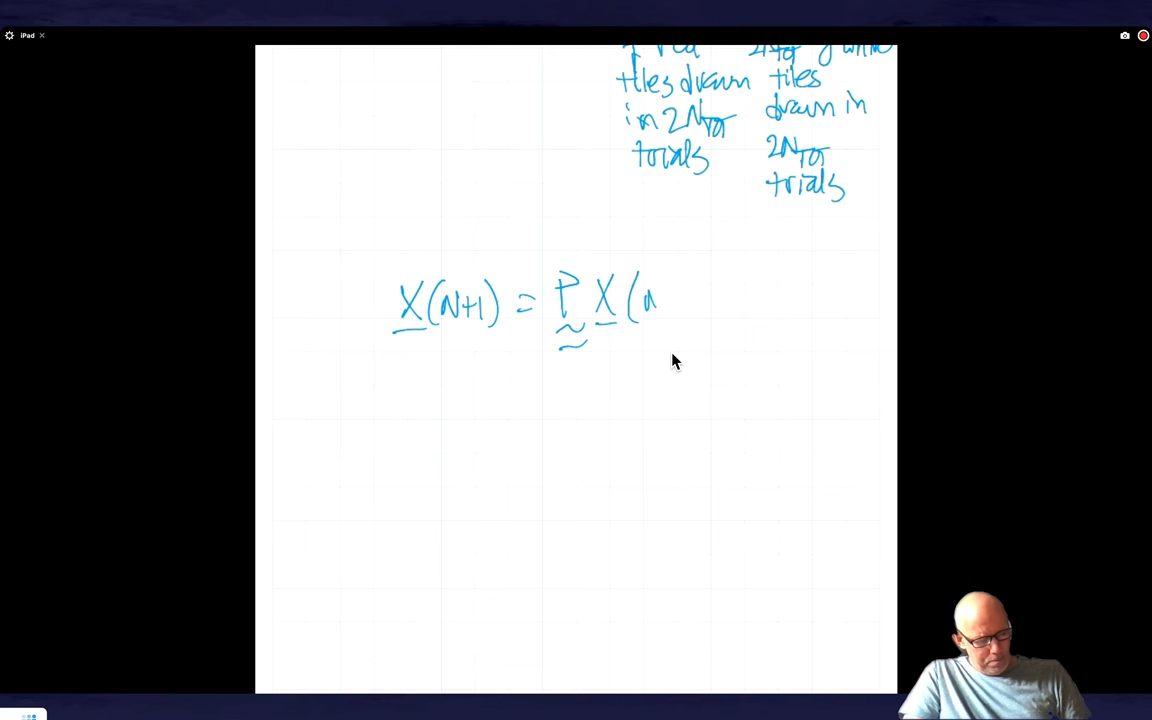 iPad
tiles drawn
in 2N_TOT
trials
tiles
drawn in
2N_TOT
trials
X(N+1) = P X (n